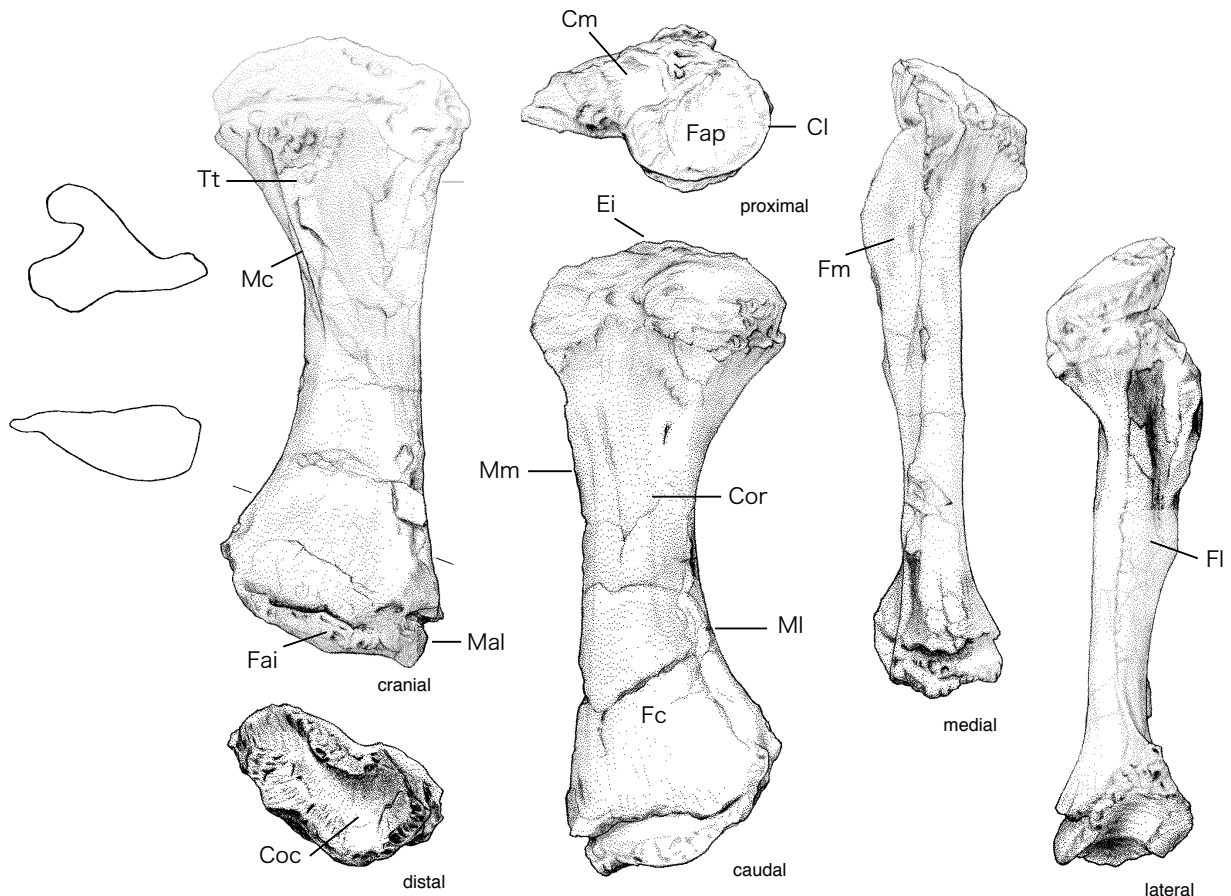 Cm
Fap
Cl
Tt
proximal
Ei
Mc
Fm
Mm
Cor
Fl
Ml
Mal
Fai
cranial
Fc
medial
Coc
distal
caudal
lateral